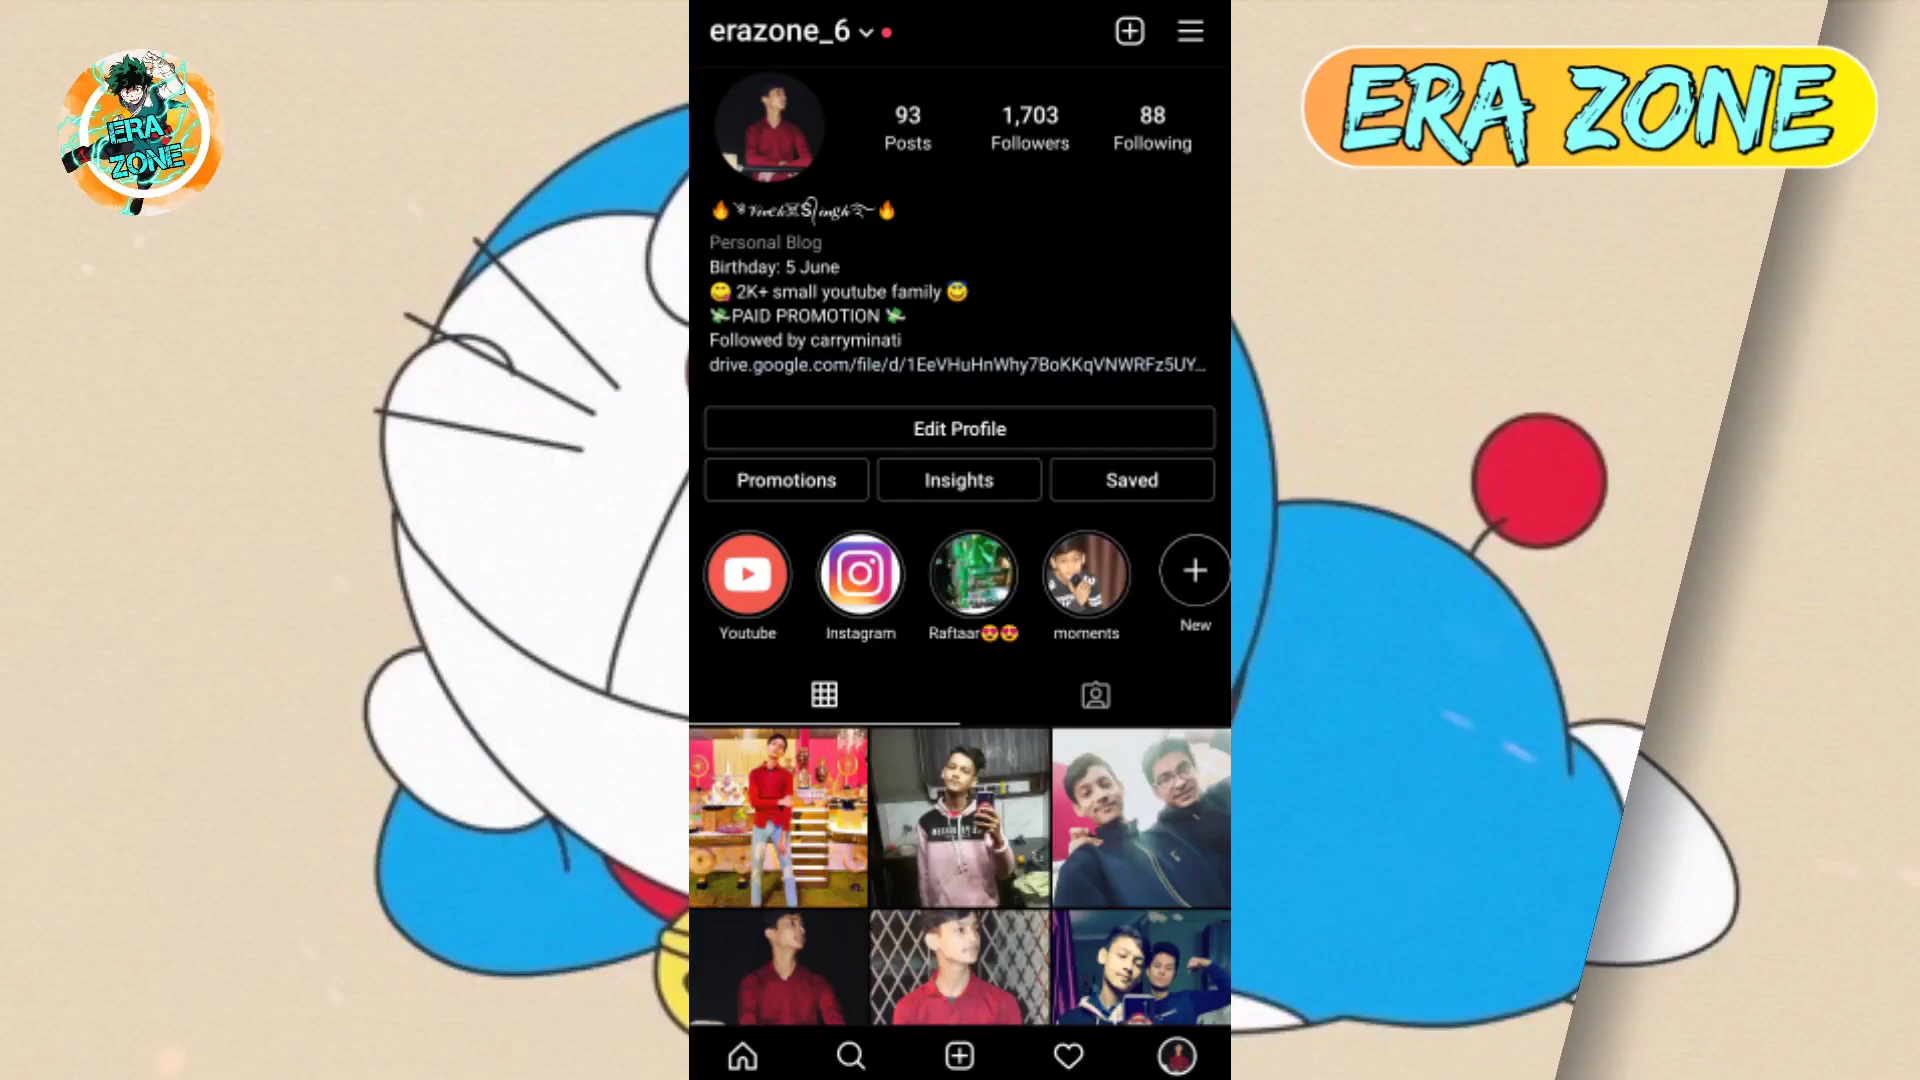 ERA
ZONE
ERA ZONE
erazone_6
93
Posts
1,703
Followers
88
Following
Personal Blog
Birthday: 5 June
😋 2K+ small youtube family 😇
💸PAID PROMOTION 💸
Followed by carryminati
drive.google.com/file/d/1EeVHuHnWhy7BoKKqVNWRFz5UY...
Edit Profile
Promotions
Insights
Saved
Youtube
Instagram
Raftaar😍😍
moments
New